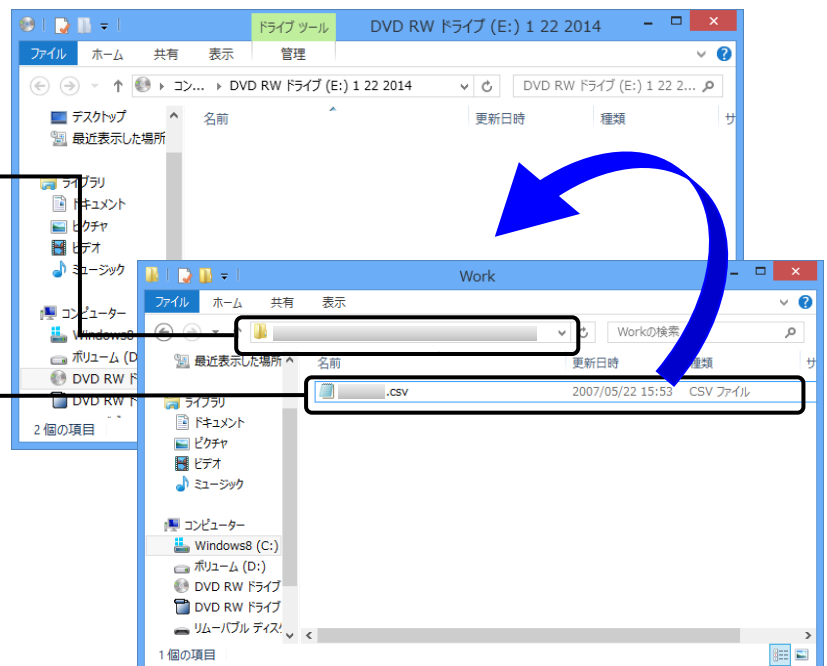 ドライブ ツール
DVD RW ドライブ (E:) 1 22 2014
ファイル ホーム 共有 表示 管理
コン... DVD RW ドライブ (E:) 1 22 2014
DVD RW ドライブ (E:) 1 22 2...
デスクトップ
最近表示した場所
名前 更新日時 種類 サ
ライブラリ
ドキュメント
ピクチャ
ビデオ
ミュージック
コンピューター
Windows8
ボリューム (D
DVD RW ド
DVD RW ド
2 個の項目
Work
ファイル ホーム 共有 表示
Workの検索
最近表示した場所
名前 更新日時 種類 サ
.csv 2007/05/22 15:53 CSV ファイル
ライブラリ
ドキュメント
ピクチャ
ビデオ
ミュージック
コンピューター
Windows8 (C:)
ボリューム (D:)
DVD RW ドライブ
DVD RW ドライブ
リムーバブル ディスク
1 個の項目